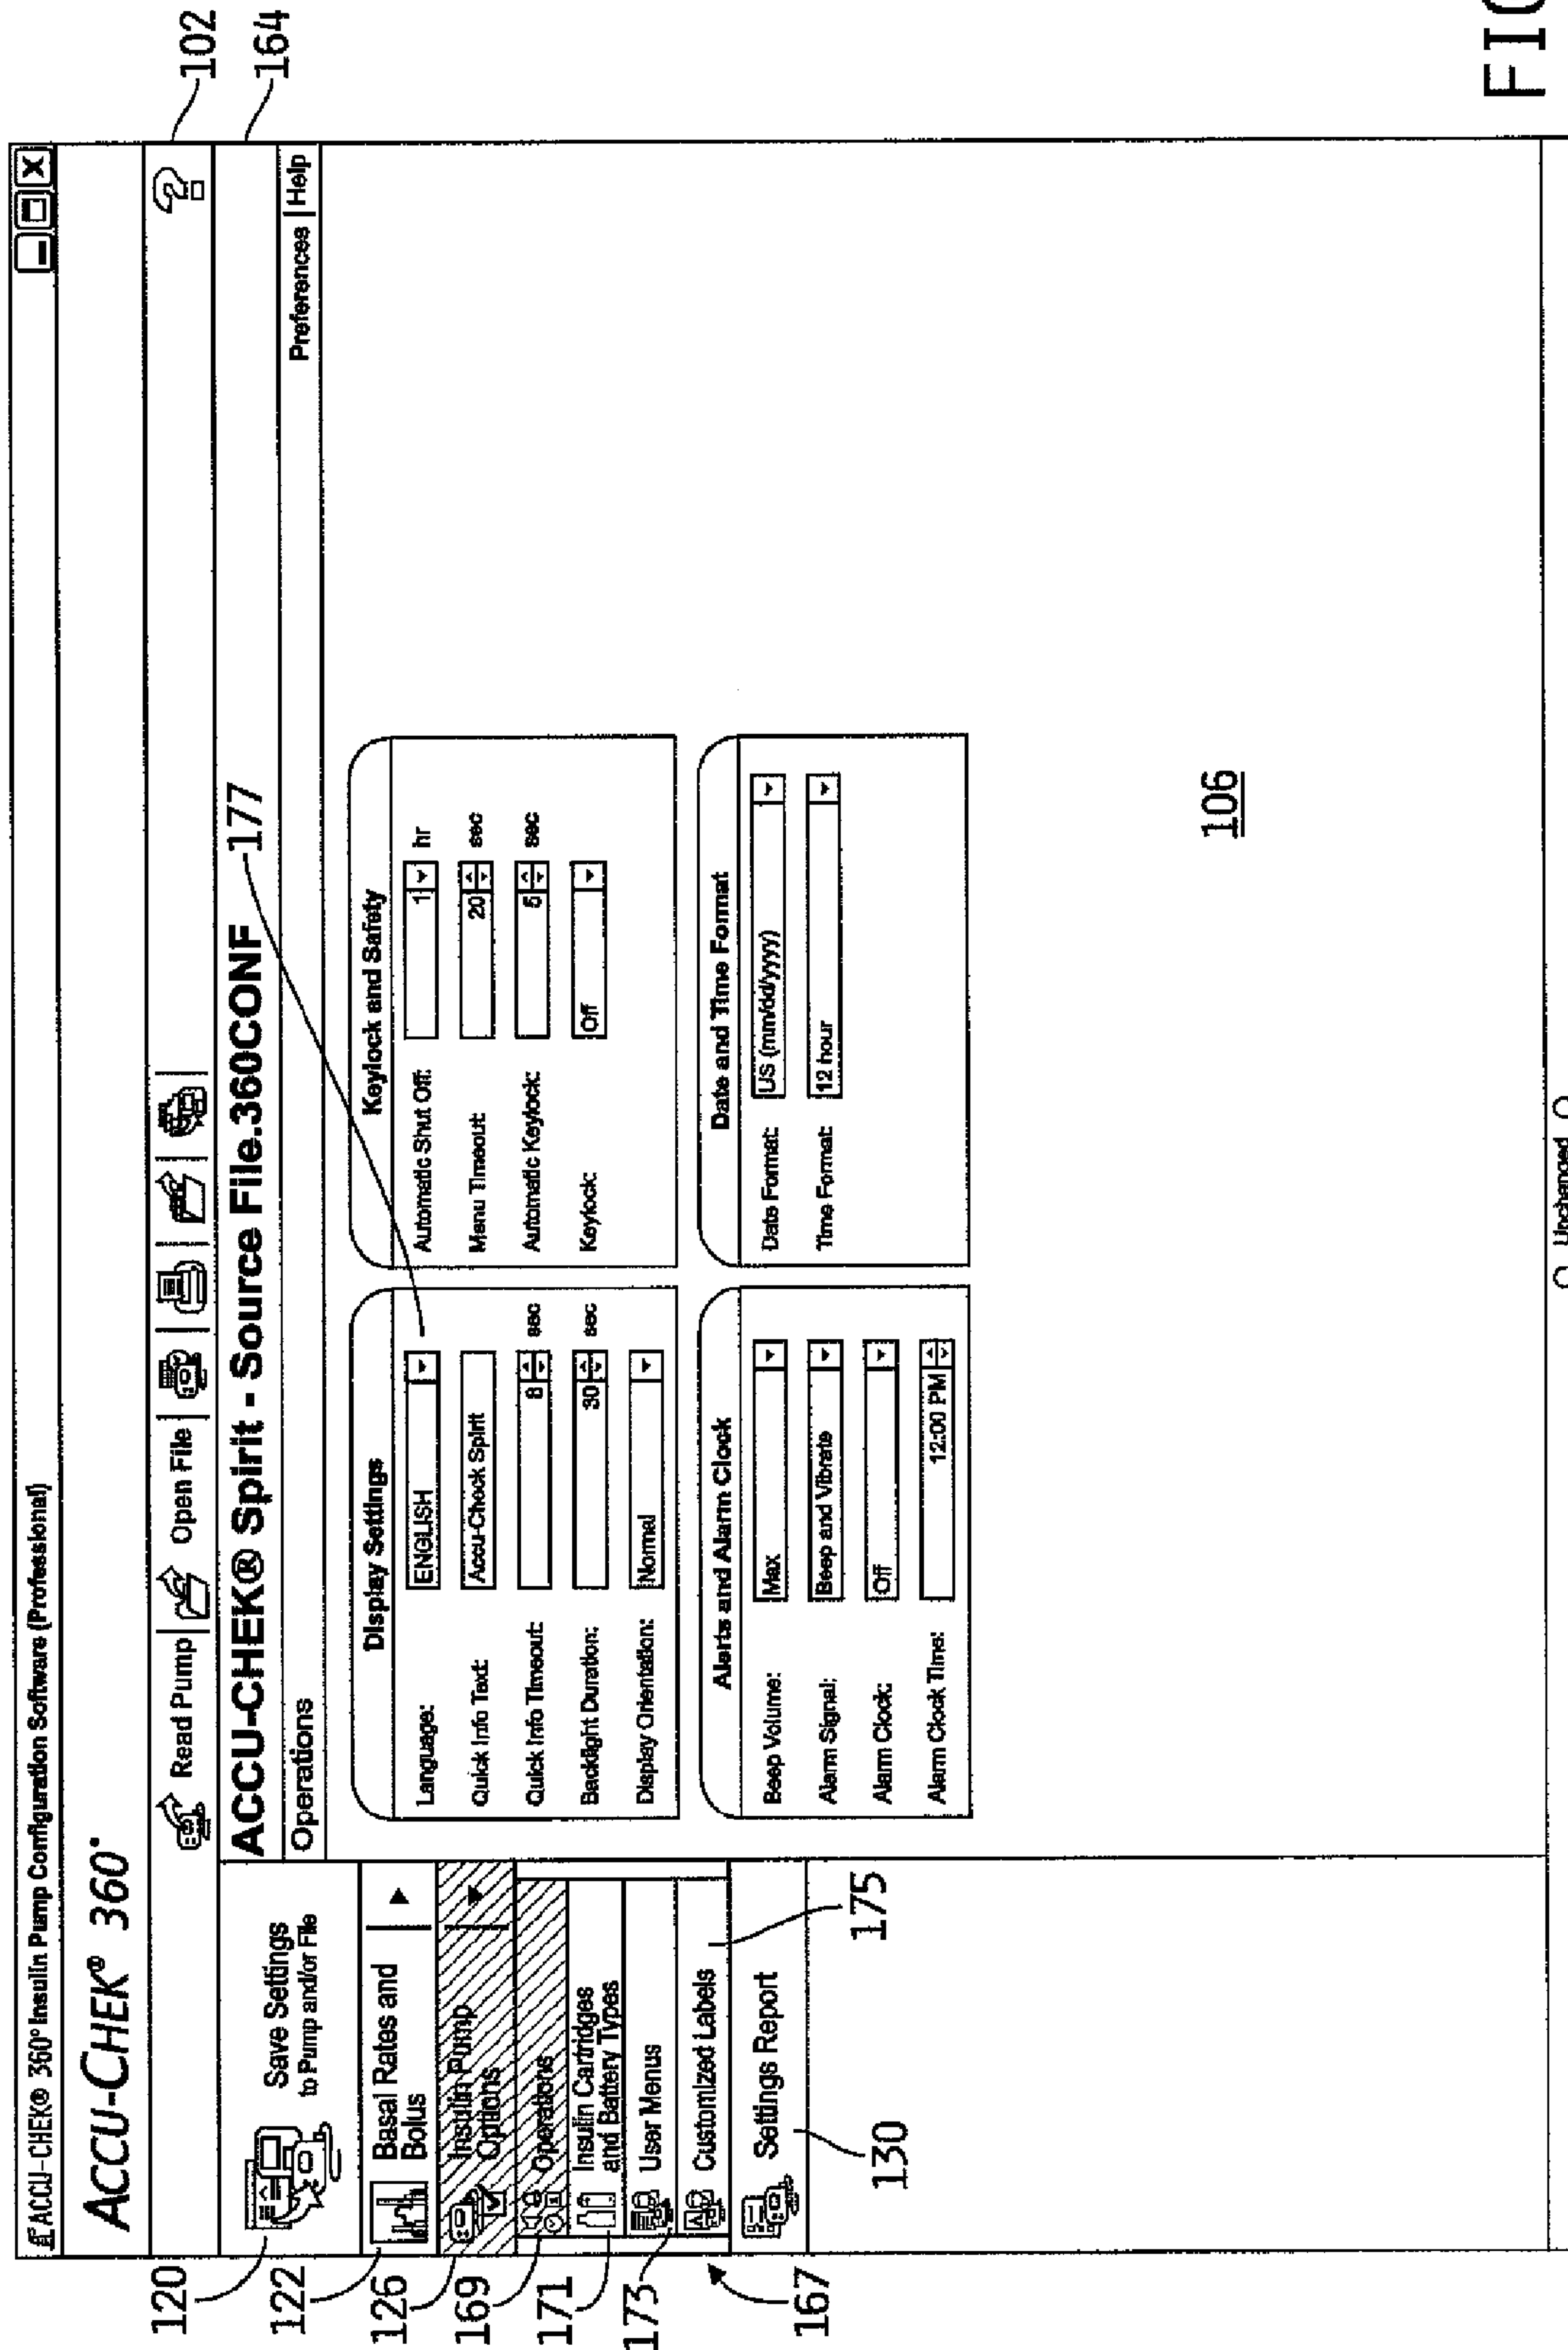 ACCU-CHEK® 360° Insulin Pump Configuration Software (Professional)
ACCU-CHEK® 360°
Read Pump
Open File
102
ACCU-CHEK® Spirit - Source File.360CONF
164
Operations
Preferences | Help
177
120
Save Settings
to Pump and/or File
122
Basal Rates and
Bolus
126
Insulin Pump
Options
169
Operations
171
Insulin Cartridges
and Battery Types
173
User Menus
Customized Labels
175
167
Settings Report
130
Display Settings
Language: ENGLISH
Quick Info Text: Accu-Check Spirit
Quick Info Timeout: 8 sec
Backlight Duration: 30 sec
Display Orientation: Normal
Keylock and Safety
Automatic Shut Off: 1 hr
Menu Timeout: 20 sec
Automatic Keylock: 5 sec
Keylock: Off
Alerts and Alarm Clock
Beep Volume: Max
Alarm Signal: Beep and Vibrate
Alarm Clock: Off
Alarm Clock Time: 12:00 PM
Date and Time Format
Date Format: US (mm/dd/yyyy)
Time Format: 12 hour
106
Unchanged